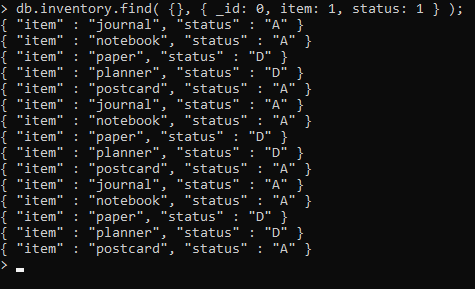 > db.inventory.find( {}, { _id: 0, item: 1, status: 1 } );
{ "item" : "journal", "status" : "A" }
{ "item" : "notebook", "status" : "A" }
{ "item" : "paper", "status" : "D" }
{ "item" : "planner", "status" : "D" }
{ "item" : "postcard", "status" : "A" }
{ "item" : "journal", "status" : "A" }
{ "item" : "notebook", "status" : "A" }
{ "item" : "paper", "status" : "D" }
{ "item" : "planner", "status" : "D" }
{ "item" : "postcard", "status" : "A" }
{ "item" : "journal", "status" : "A" }
{ "item" : "notebook", "status" : "A" }
{ "item" : "paper", "status" : "D" }
{ "item" : "planner", "status" : "D" }
{ "item" : "postcard", "status" : "A" }
>